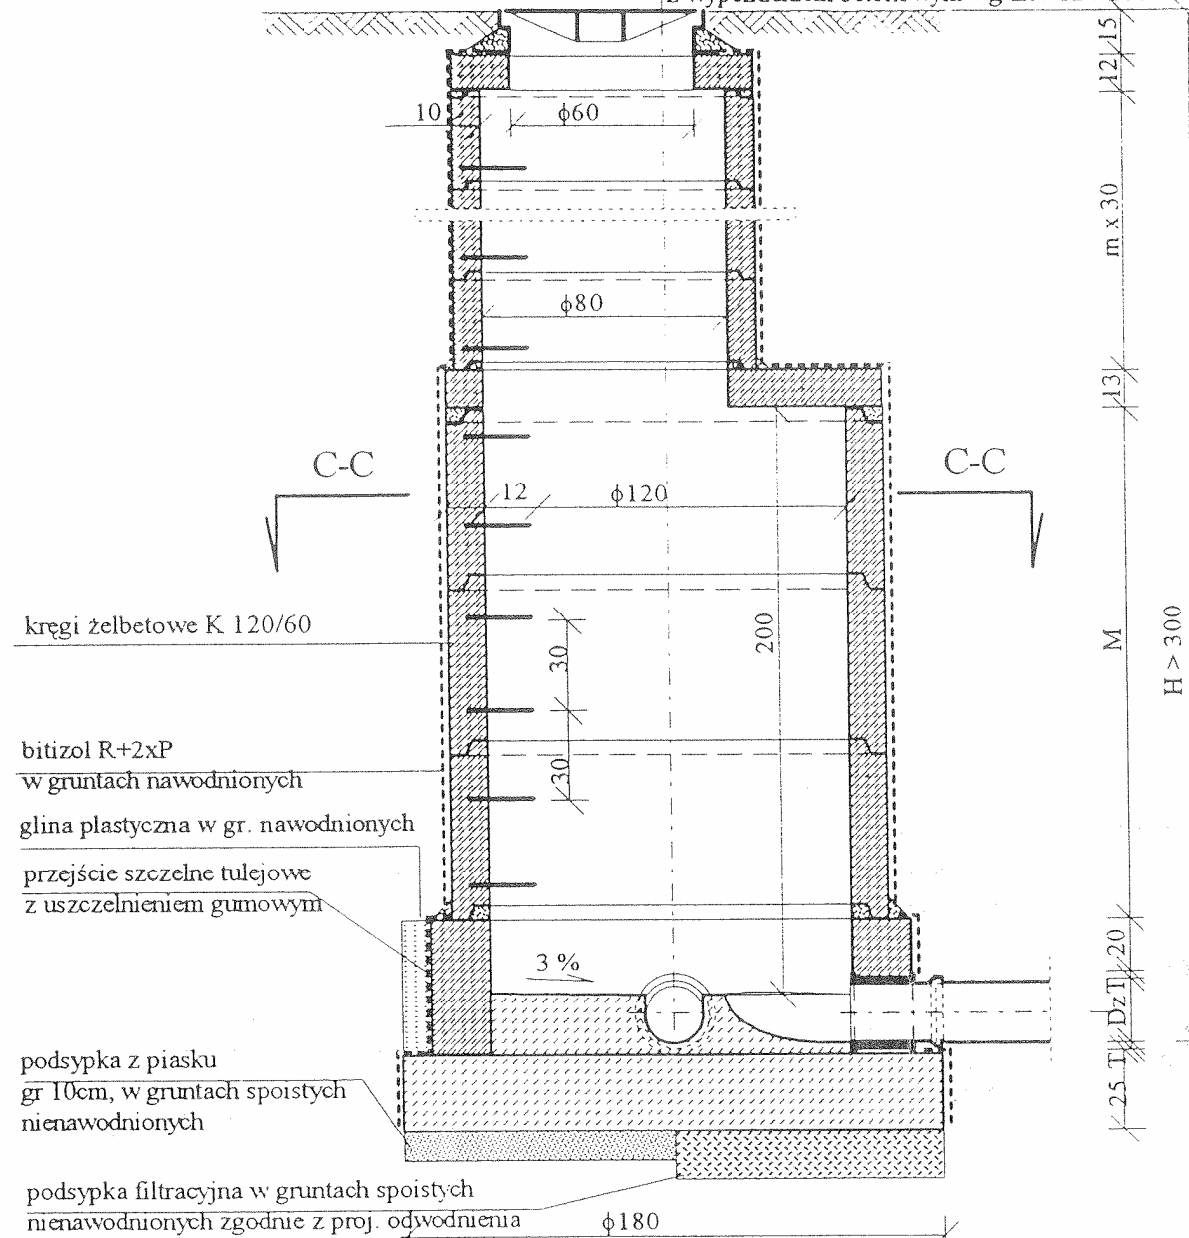 15
12
10
ϕ60
m x 30
ϕ80
13
C-C
C-C
12
ϕ120
kręgi żelbetowe K 120/60
30
200
M
H > 300
bitizol R+2xP
w gruntach nawodnionych
30
glina plastyczna w gr. nawodnionych
przejście szczelne tulejowe
z uszczelnieniem gumowym
20
3 %
T
Dz
T
25
podsypka z piasku
gr 10cm, w gruntach spoistych
nienawodnionych
podsypka filtracyjna w gruntach spoistych
nienawodnionych zgodnie z proj. odwodnienia
ϕ180